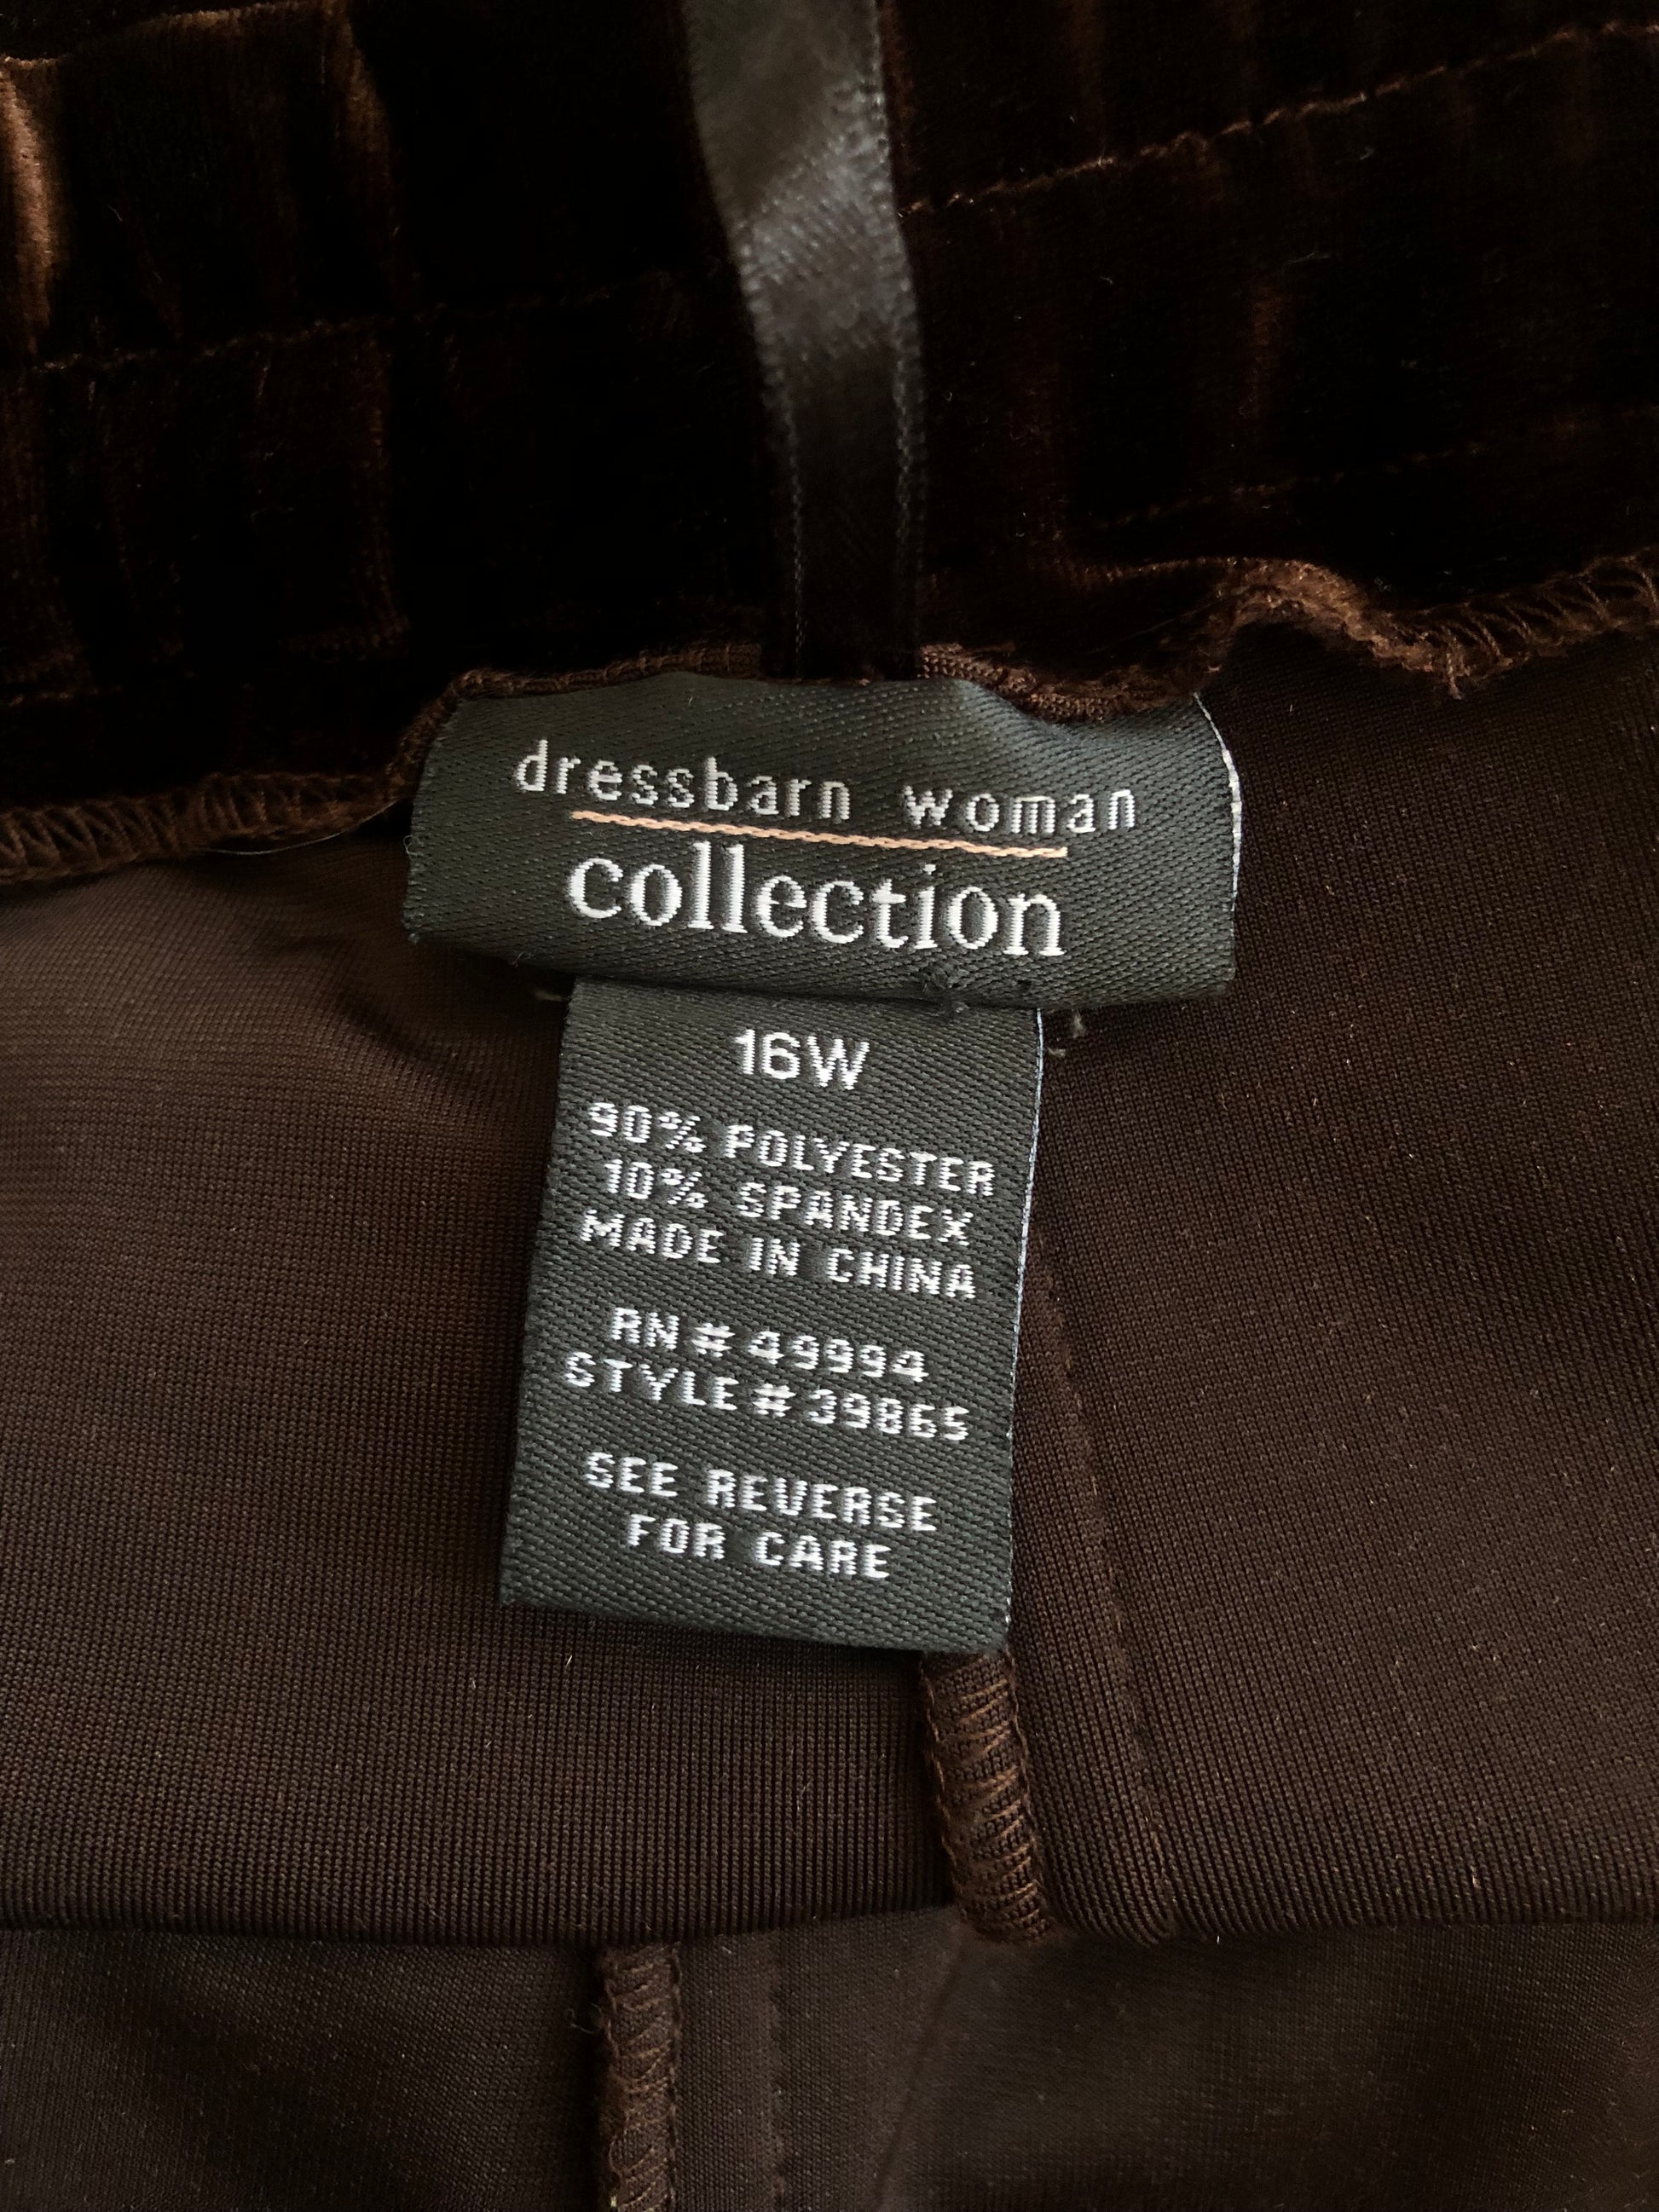 dressbarn woman
collection
16W
90% POLYESTER
10% SPANDEX
MADE IN CHINA
RN # 49994
STYLE # 39865
SEE REVERSE
FOR CARE